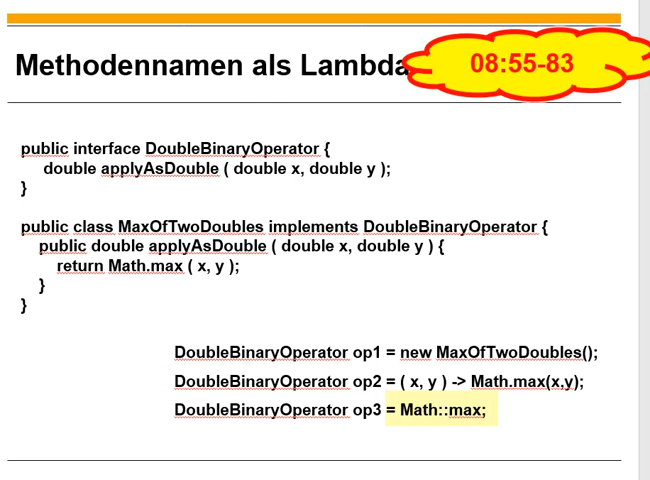 Methodennamen als Lambda
08:55-83
public interface DoubleBinaryOperator {
double applyAsDouble ( double x, double y );
}
public class MaxOfTwoDoubles implements DoubleBinaryOperator {
public double applyAsDouble ( double x, double y ) {
return Math.max ( x, y );
}
}
DoubleBinaryOperator op1 = new MaxOfTwoDoubles();
DoubleBinaryOperator op2 = ( x, y ) -> Math.max(x,y);
DoubleBinaryOperator op3 = Math::max;